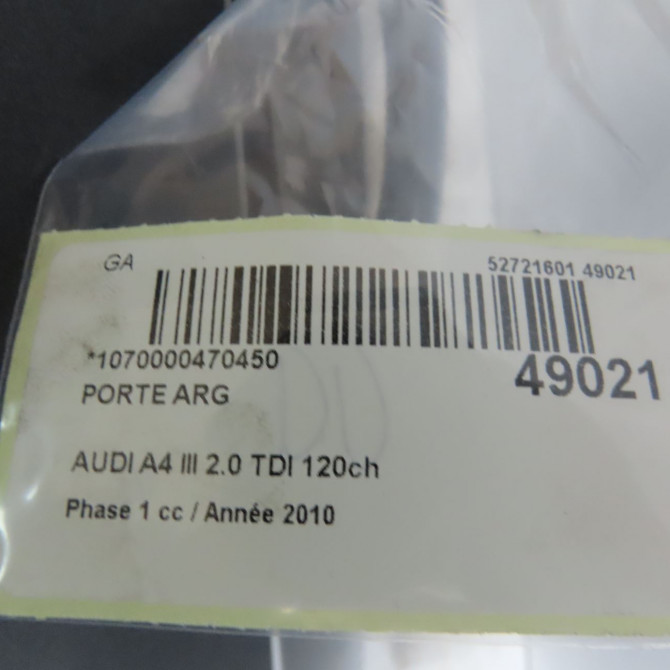 GA
52721601 49021
*1070000470450
49021
PORTE ARG
AUDI A4 III 2.0 TDI 120ch
Phase 1 cc / Année 2010